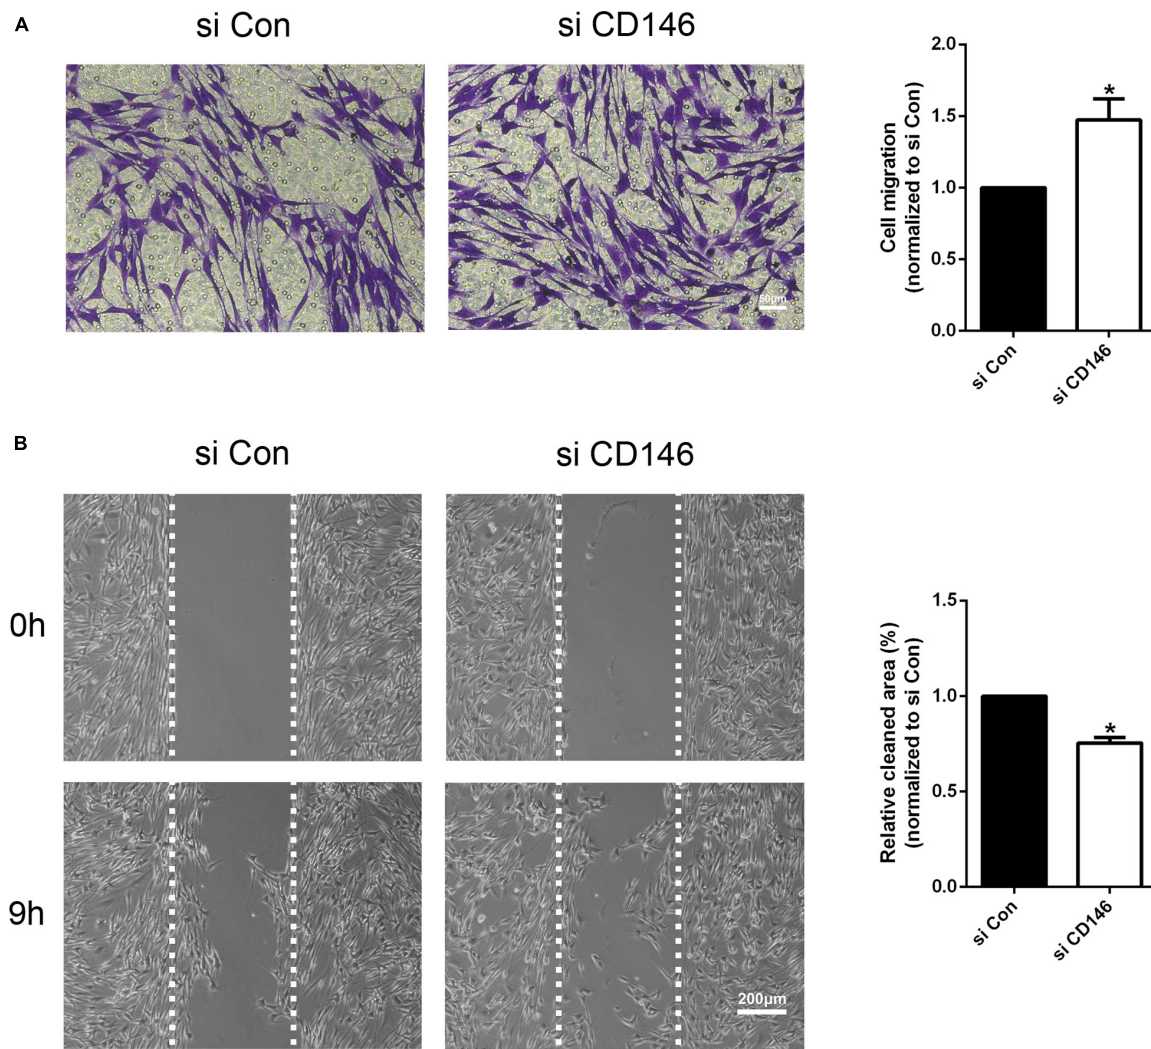 A
si Con
si CD146
50µm
Cell migration
(normalized to si Con)
2.0
1.5
1.0
0.5
0.0
*
si Con
si CD146
B
si Con
si CD146
0h
9h
200µm
Relative cleaned area (%)
(normalized to si Con)
1.5
1.0
0.5
0.0
*
si Con
si CD146